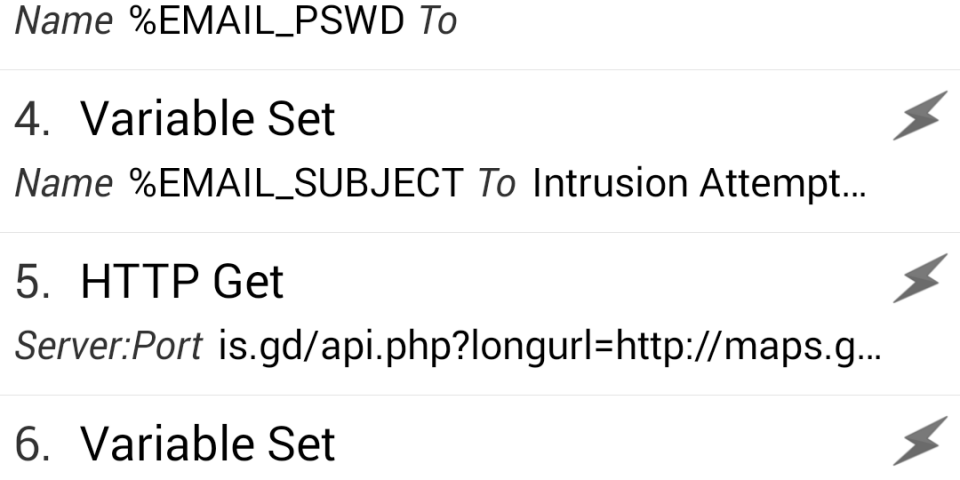 Name %EMAIL_PSWD To
4. Variable Set
Name %EMAIL_SUBJECT To Intrusion Attempt...
5. HTTP Get
Server:Port is.gd/api.php?longurl=http://maps.g...
6. Variable Set